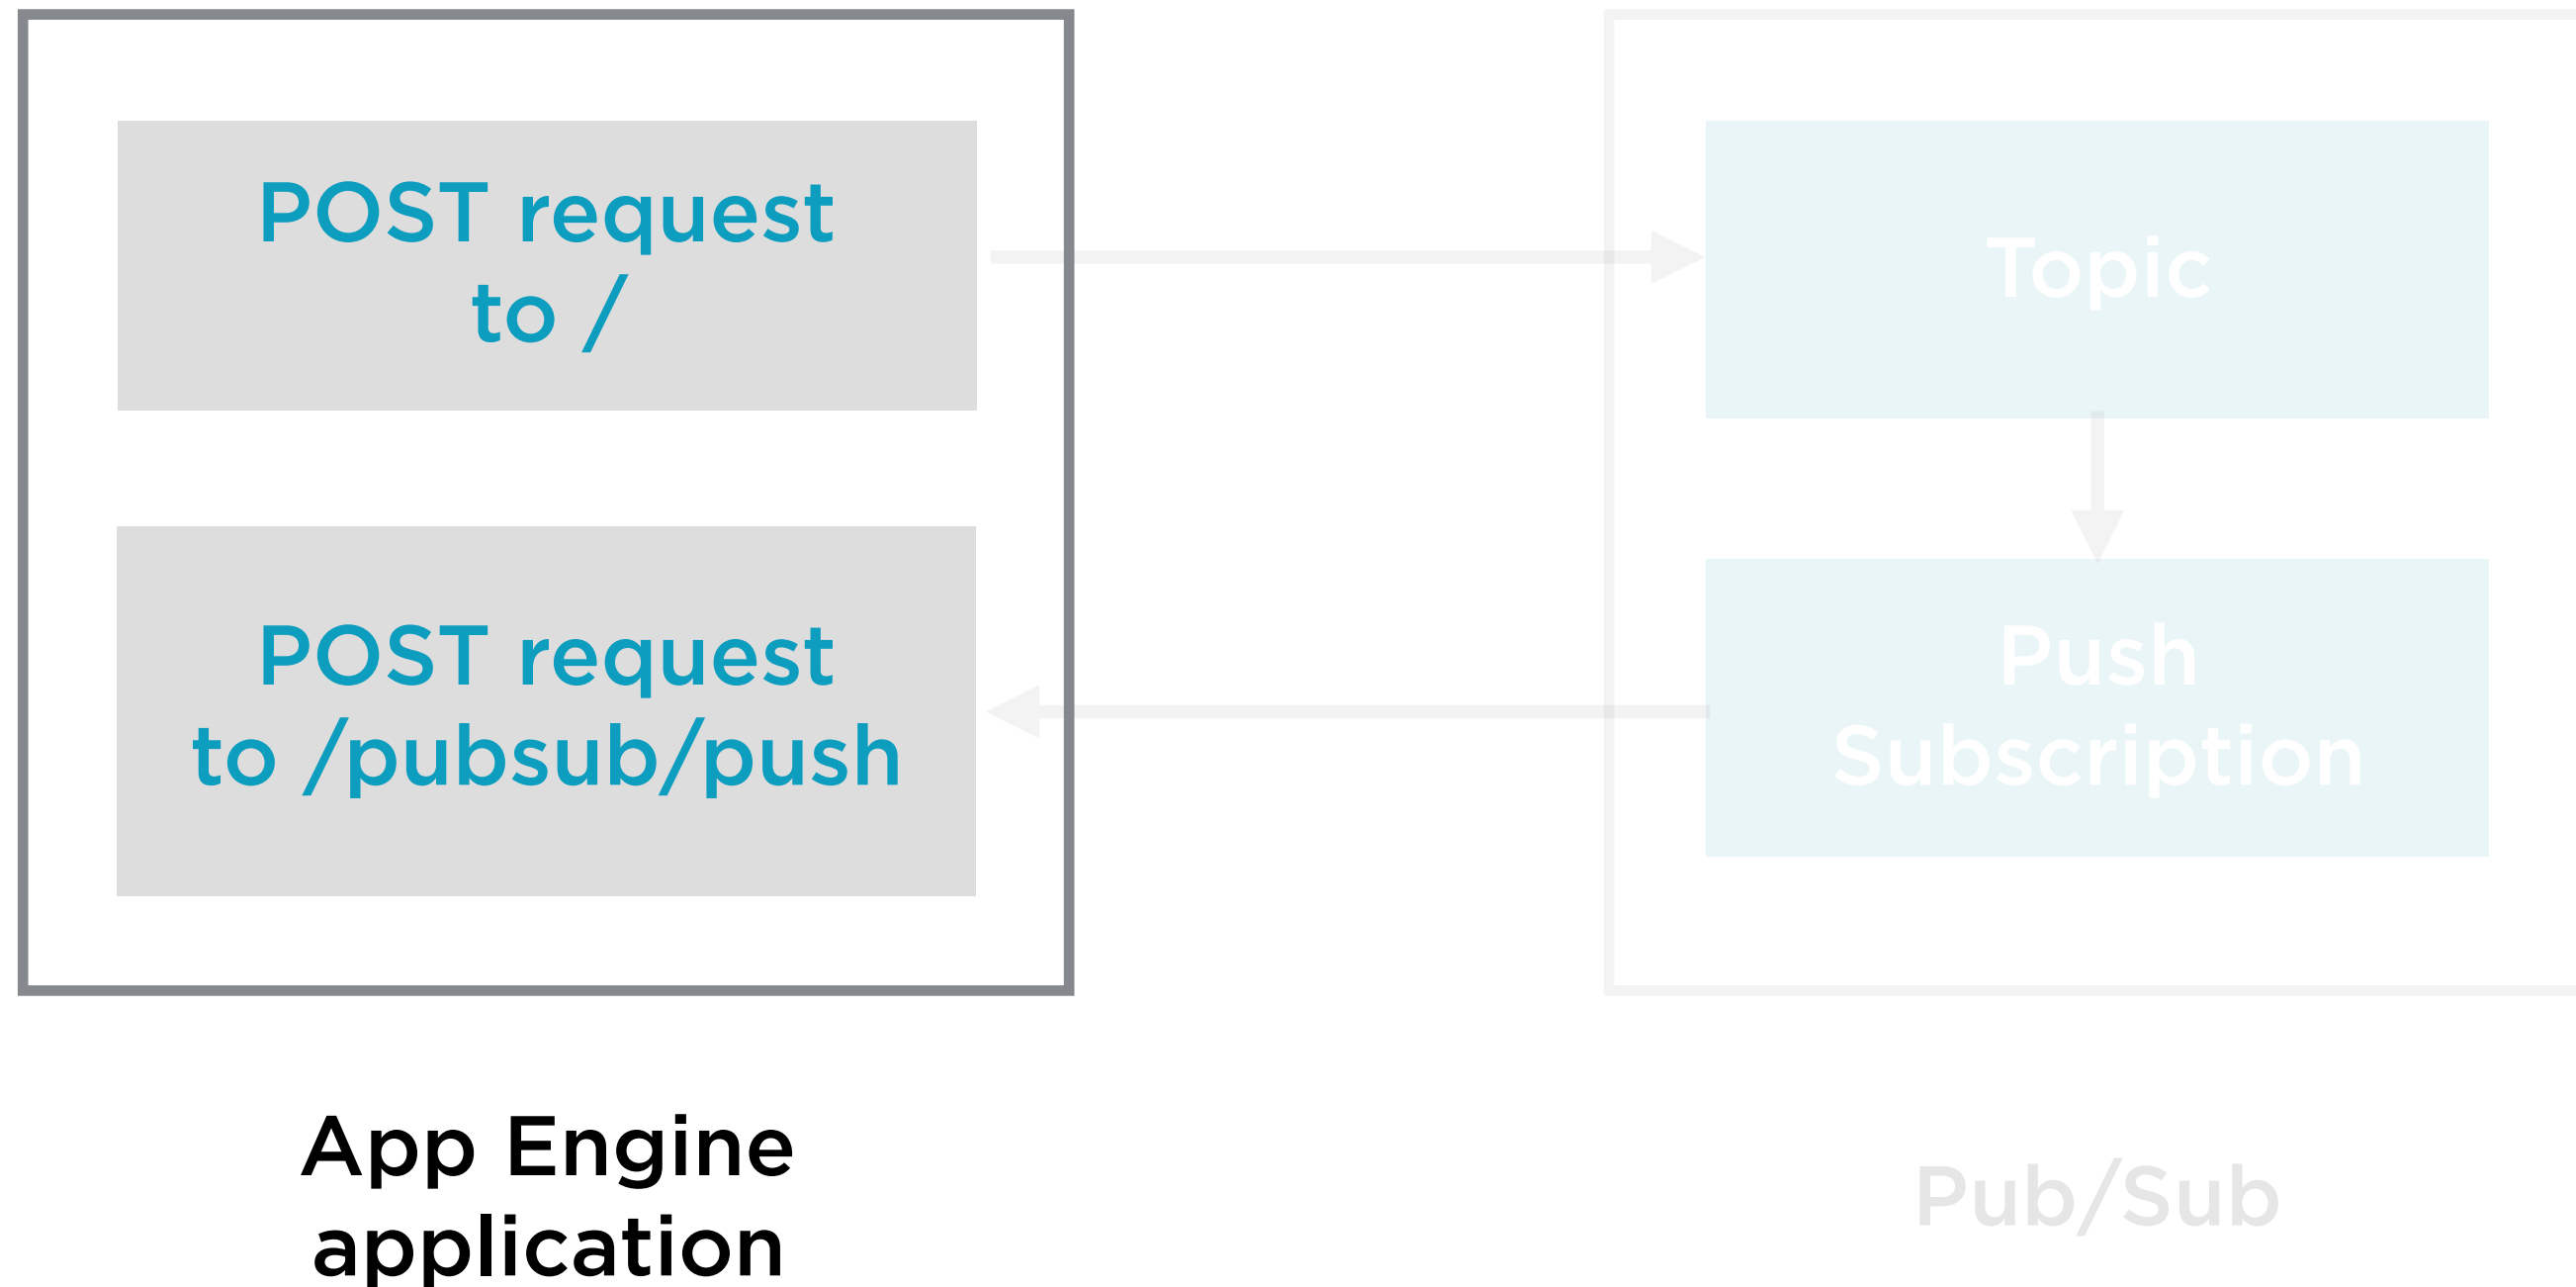 POST request
to /
Topic
POST request
to /pubsub/push
Push
Subscription
App Engine
application
Pub/Sub